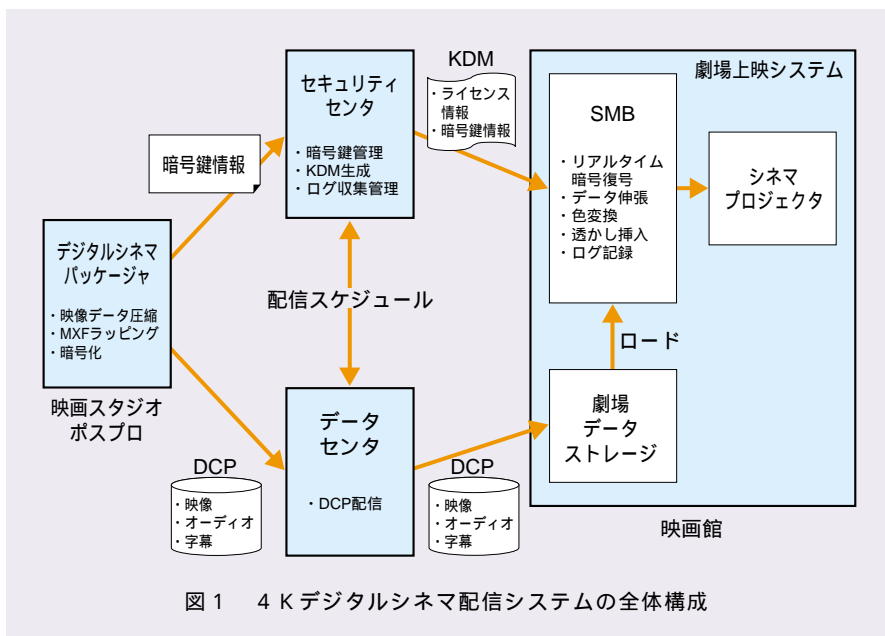 デジタルシネマ
パッケージャ
・映像データ圧縮
・MXFラッピング
・暗号化
映画スタジオ
ポスプロ
暗号鍵情報
セキュリティ
センタ
・暗号鍵管理
・KDM生成
・ログ収集管理
配信スケジュール
データ
センタ
・DCP配信
DCP
・映像
・オーディオ
・字幕
KDM
・ライセンス
情報
・暗号鍵情報
DCP
・映像
・オーディオ
・字幕
劇場上映システム
SMB
・リアルタイム
暗号復号
・データ伸張
・色変換
・透かし挿入
・ログ記録
シネマ
プロジェクタ
ロード
劇場
データ
ストレージ
映画館
図1 4Kデジタルシネマ配信システムの全体構成